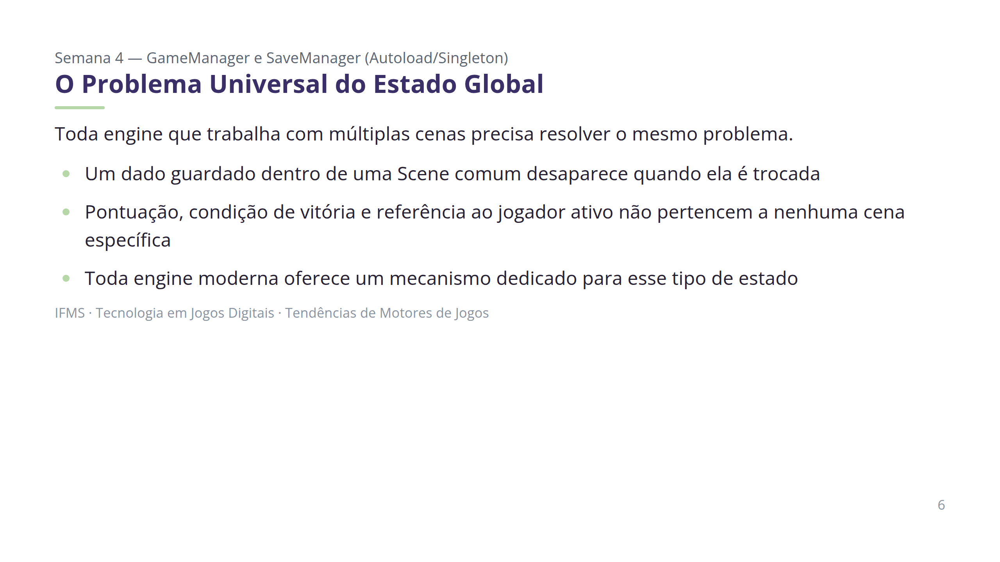 Semana 4 — GameManager e SaveManager (Autoload/Singleton)
O Problema Universal do Estado Global
Toda engine que trabalha com múltiplas cenas precisa resolver o mesmo problema.
Um dado guardado dentro de uma Scene comum desaparece quando ela é trocada
Pontuação, condição de vitória e referência ao jogador ativo não pertencem a nenhuma cena
específica
Toda engine moderna oferece um mecanismo dedicado para esse tipo de estado
IFMS · Tecnologia em Jogos Digitais · Tendências de Motores de Jogos
6